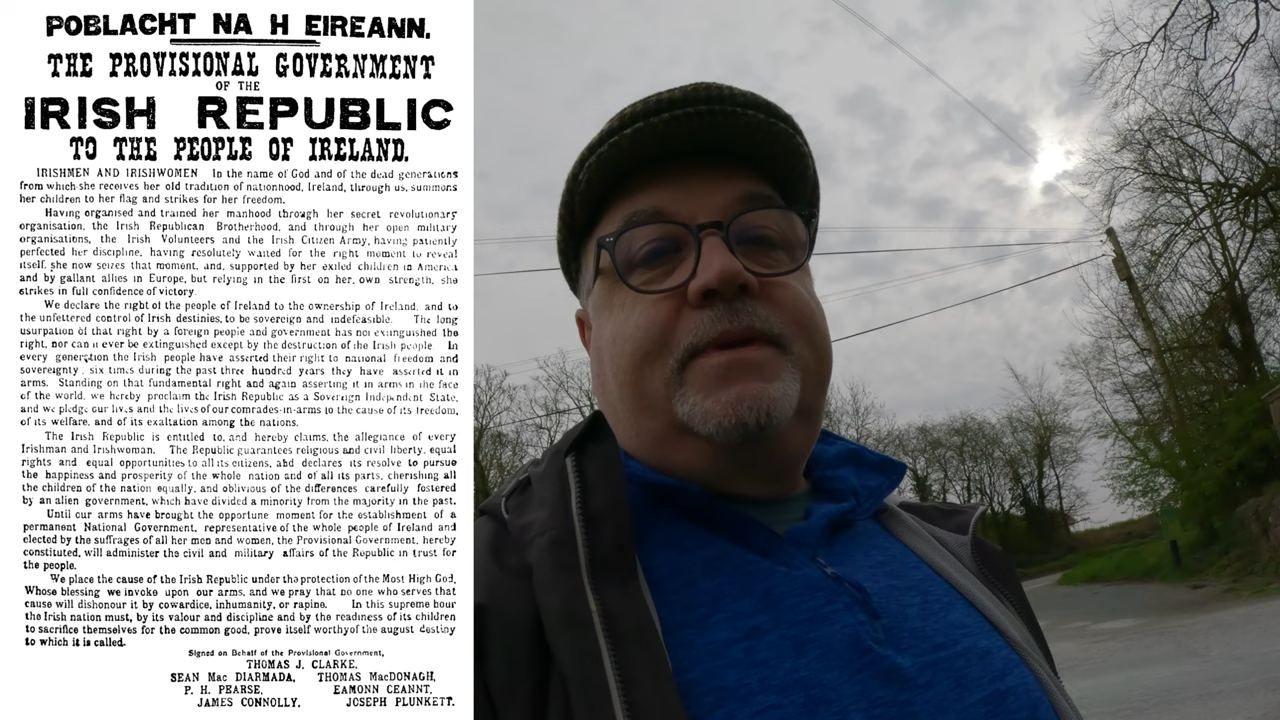 POBLACHT NA H EIREANN.
THE PROVISIONAL GOVERNMENT
OF THE
IRISH REPUBLIC
TO THE PEOPLE OF IRELAND.
IRISHMEN AND IRISHWOMEN In the name of God and of the dead generations
from which she receives her old tradition of nationhood, Ireland, through us, summons
her children to her flag and strikes for her freedom.
Having organised and trained her manhood through her secret revolutionary
organisation, the Irish Republican Brotherhood, and through her open military
organisations, the Irish Volunteers and the Irish Citizen Army, having patiently
perfected her discipline, having resolutely waited for the right moment to reveal
itself, she now seizes that moment, and, supported by her exiled children in America
and by gallant allies in Europe, but relying in the first on her own strength, she
strikes in full confidence of victory
We declare the right of the people of Ireland to the ownership of Ireland, and to
the unfettered control of Irish destinies, to be sovereign and indefeasible. The long
usurpation of that right by a foreign people and government has not extinguished the
right, nor can it ever be extinguished except by the destruction of the Irish people. In
every generation the Irish people have asserted their right to national freedom and
sovereignty, six times during the past three hundred years they have asserted it in
arms. Standing on that fundamental right and again asserting it in arms in the face
of the world, we hereby proclaim the Irish Republic as a Sovereign Independent State,
and we pledge our lives and the lives of our comrades-in-arms to the cause of its freedom,
of its welfare, and of its exaltation among the nations.
The Irish Republic is entitled to, and hereby claims, the allegiance of every
Irishman and Irishwoman. The Republic guarantees religious and civil liberty, equal
rights and equal opportunities to all its citizens, and declares its resolve to pursue
the happiness and prosperity of the whole nation and of all its parts, cherishing all
the children of the nation equally, and oblivious of the differences carefully fostered
by an alien government, which have divided a minority from the majority in the past.
Until our arms have brought the opportune moment for the establishment of a
permanent National Government, representative of the whole people of Ireland and
elected by the suffrages of all her men and women, the Provisional Government, hereby
constituted, will administer the civil and military affairs of the Republic in trust for
the people.
We place the cause of the Irish Republic under the protection of the Most High God,
Whose blessing we invoke upon our arms, and we pray that no one who serves that
cause will dishonour it by cowardice, inhumanity, or rapine. In this supreme hour
the Irish nation must, by its valour and discipline and by the readiness of its children
to sacrifice themselves for the common good, prove itself worthy of the august destiny
to which it is called.
Signed on Behalf of the Provisional Government,
THOMAS J. CLARKE,
SEAN Mac DIARMADA, THOMAS MacDONAGH,
P. H. PEARSE, EAMONN CEANNT,
JAMES CONNOLLY. JOSEPH PLUNKETT.